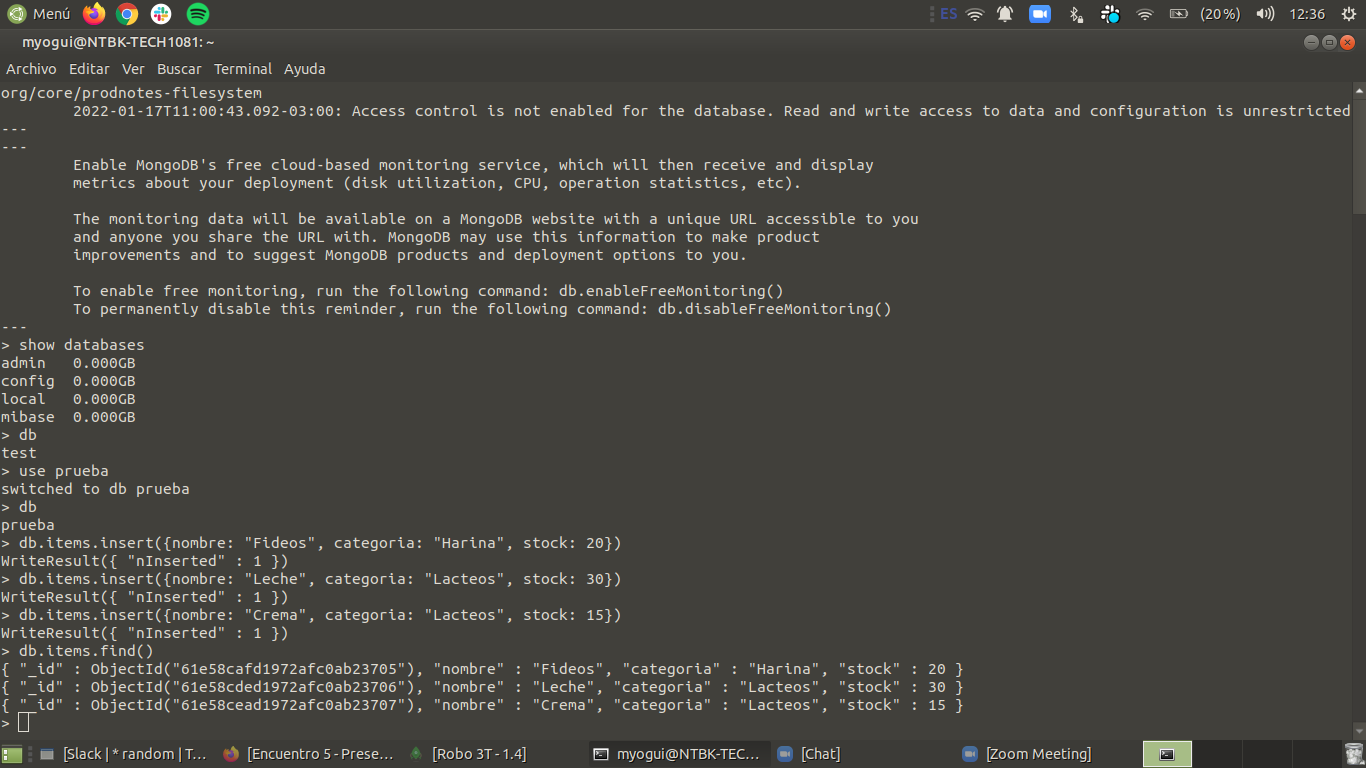 Menú
ES
(20%)
12:36
myogui@NTBK-TECH1081: ~
Archivo Editar Ver Buscar Terminal Ayuda
org/core/prodnotes-filesystem
        2022-01-17T11:00:43.092-03:00: Access control is not enabled for the database. Read and write access to data and configuration is unrestricted
---
---
        Enable MongoDB's free cloud-based monitoring service, which will then receive and display
        metrics about your deployment (disk utilization, CPU, operation statistics, etc).

        The monitoring data will be available on a MongoDB website with a unique URL accessible to you
        and anyone you share the URL with. MongoDB may use this information to make product
        improvements and to suggest MongoDB products and deployment options to you.

        To enable free monitoring, run the following command: db.enableFreeMonitoring()
        To permanently disable this reminder, run the following command: db.disableFreeMonitoring()
---
> show databases
admin   0.000GB
config  0.000GB
local   0.000GB
mibase  0.000GB
> db
test
> use prueba
switched to db prueba
> db
prueba
> db.items.insert({nombre: "Fideos", categoria: "Harina", stock: 20})
WriteResult({ "nInserted" : 1 })
> db.items.insert({nombre: "Leche", categoria: "Lacteos", stock: 30})
WriteResult({ "nInserted" : 1 })
> db.items.insert({nombre: "Crema", categoria: "Lacteos", stock: 15})
WriteResult({ "nInserted" : 1 })
> db.items.find()
{ "_id" : ObjectId("61e58cafd1972afc0ab23705"), "nombre" : "Fideos", "categoria" : "Harina", "stock" : 20 }
{ "_id" : ObjectId("61e58cded1972afc0ab23706"), "nombre" : "Leche", "categoria" : "Lacteos", "stock" : 30 }
{ "_id" : ObjectId("61e58cead1972afc0ab23707"), "nombre" : "Crema", "categoria" : "Lacteos", "stock" : 15 }
>
[Slack | * random | T...
[Encuentro 5 - Prese...
[Robo 3T - 1.4]
myogui@NTBK-TEC...
[Chat]
[Zoom Meeting]